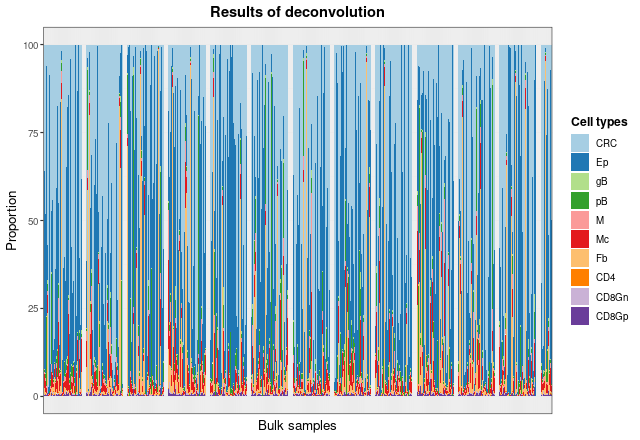 Results of deconvolution
100
75
50
25
0
Proportion
Bulk samples
Cell types
CRC
Ep
gB
pB
M
Mc
Fb
CD4
CD8Gn
CD8Gp